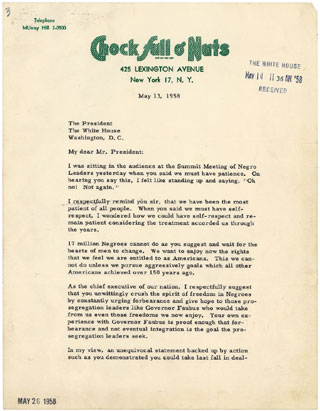 3
Telephone
MUrray Hill 2-0300
Chock full o' Nuts
425 LEXINGTON AVENUE
New York 17, N. Y.
THE WHITE HOUSE
MAY 14 11 36 AM '58
RECEIVED
May 13, 1958
The President
The White House
Washington, D. C.
My dear Mr. President:
I was sitting in the audience at the Summit Meeting of Negro
Leaders yesterday when you said we must have patience. On
hearing you say this, I felt like standing up and saying, "Oh
no! Not again."
I respectfully remind you sir, that we have been the most
patient of all people. When you said we must have self-
respect, I wondered how we could have self-respect and re-
main patient considering the treatment accorded us through
the years.
17 million Negroes cannot do as you suggest and wait for the
hearts of men to change. We want to enjoy now the rights
that we feel we are entitled to as Americans. This we can-
not do unless we pursue aggressively goals which all other
Americans achieved over 150 years ago.
As the chief executive of our nation, I respectfully suggest
that you unwittingly crush the spirit of freedom in Negroes
by constantly urging forbearance and give hope to those pro-
segregation leaders like Governor Faubus who would take
from us even those freedoms we now enjoy. Your own ex-
perience with Governor Faubus is proof enough that for-
bearance and not eventual integration is the goal the pro-
segregation leaders seek.
In my view, an unequivocal statement backed up by action
such as you demonstrated you could take last fall in deal-
MAY 26 1958